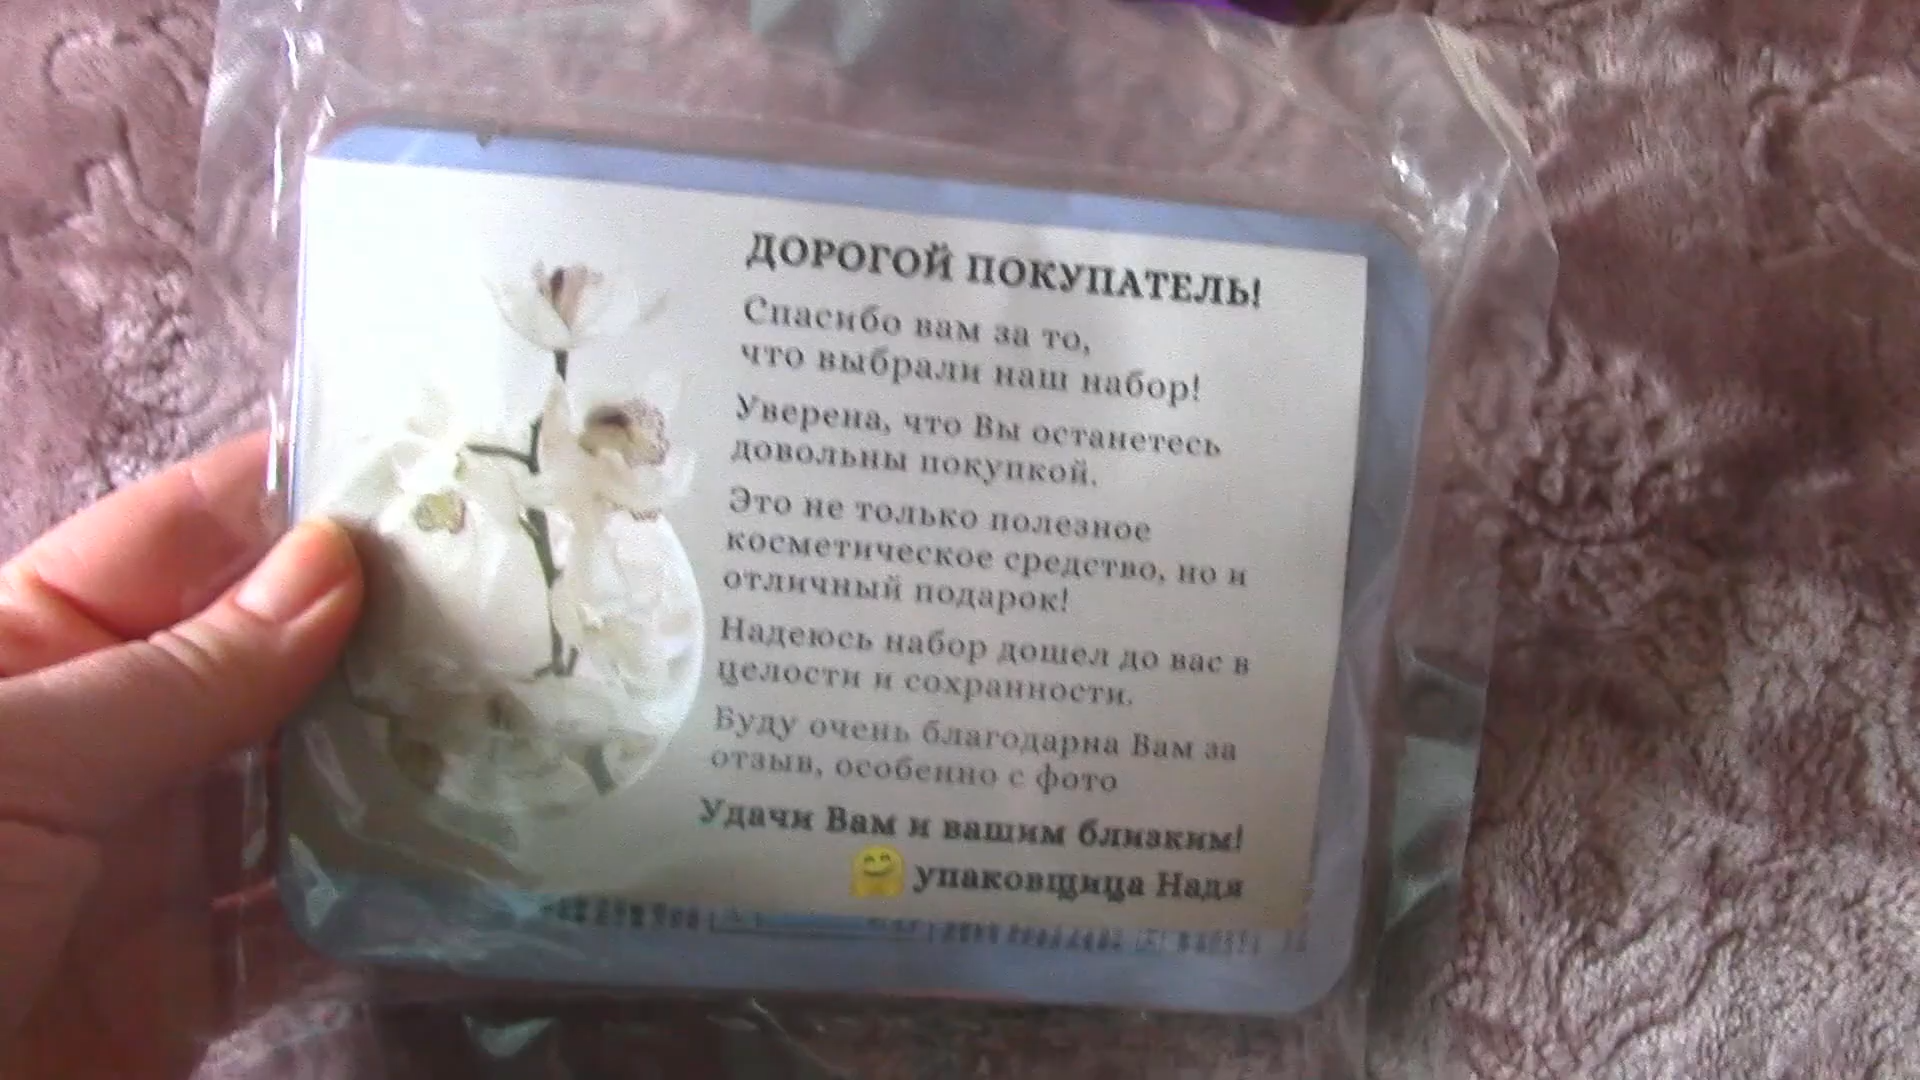 ДОРОГОЙ ПОКУПАТЕЛЬ!
Спасибо вам за то,
что выбрали наш набор!
Уверена, что Вы останетесь
довольны покупкой.
Это не только полезное
косметическое средство, но и
отличный подарок!
Надеюсь набор дошел до вас в
целости и сохранности.
Буду очень благодарна Вам за
отзыв, особенно с фото
Удачи Вам и вашим близким!
упаковщица Надя